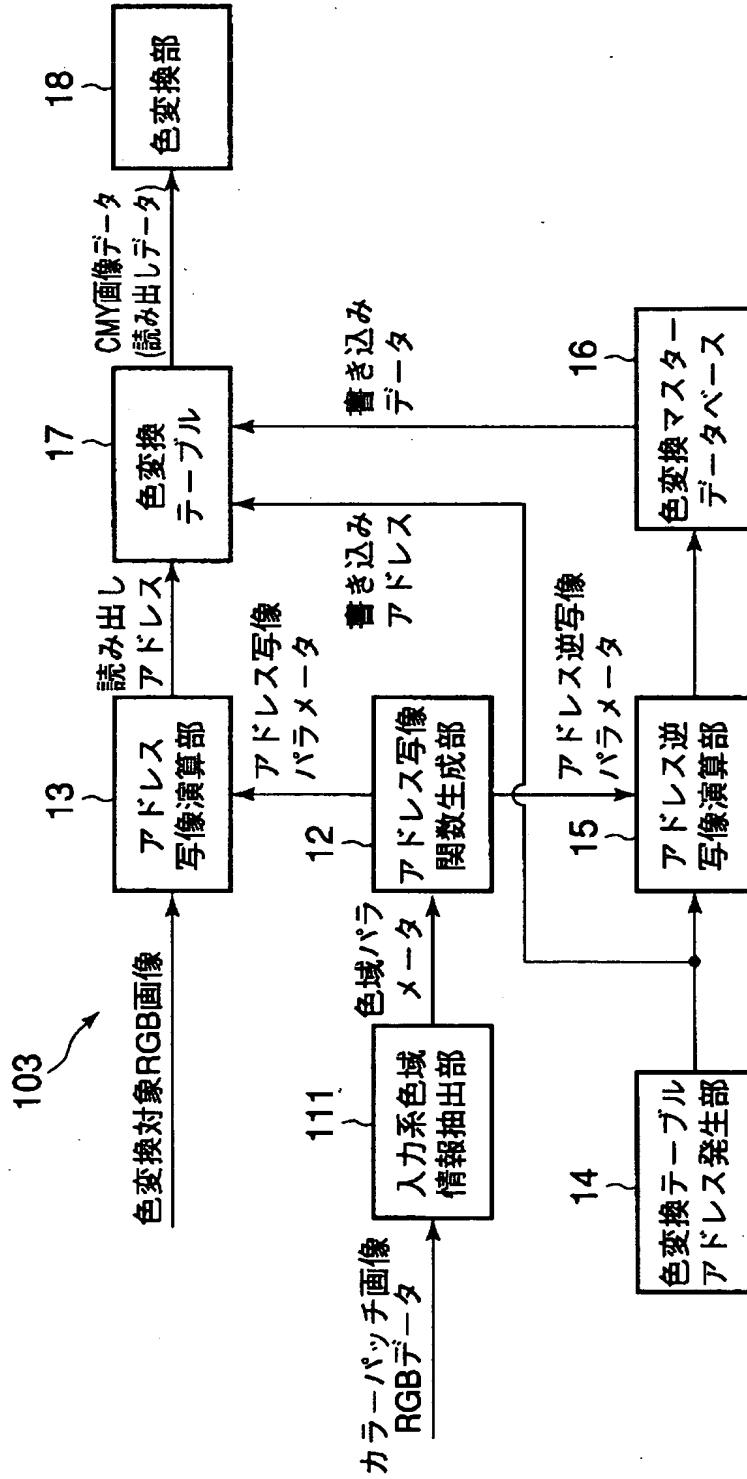 103
色変換対象RGB画像
13
アドレス
写像演算部
読み出し
アドレス
17
色変換
テーブル
CMY画像データ
(読み出しデータ)
18
色変換部
アドレス写像
パラメータ
書き込み
アドレス
書き込み
データ
カラーパッチ画像
RGBデータ
111
入力系色域
情報抽出部
色域パラ
メータ
12
アドレス写像
関数生成部
アドレス逆写像
パラメータ
14
色変換テーブル
アドレス発生部
15
アドレス逆
写像演算部
16
色変換マスター
データベース